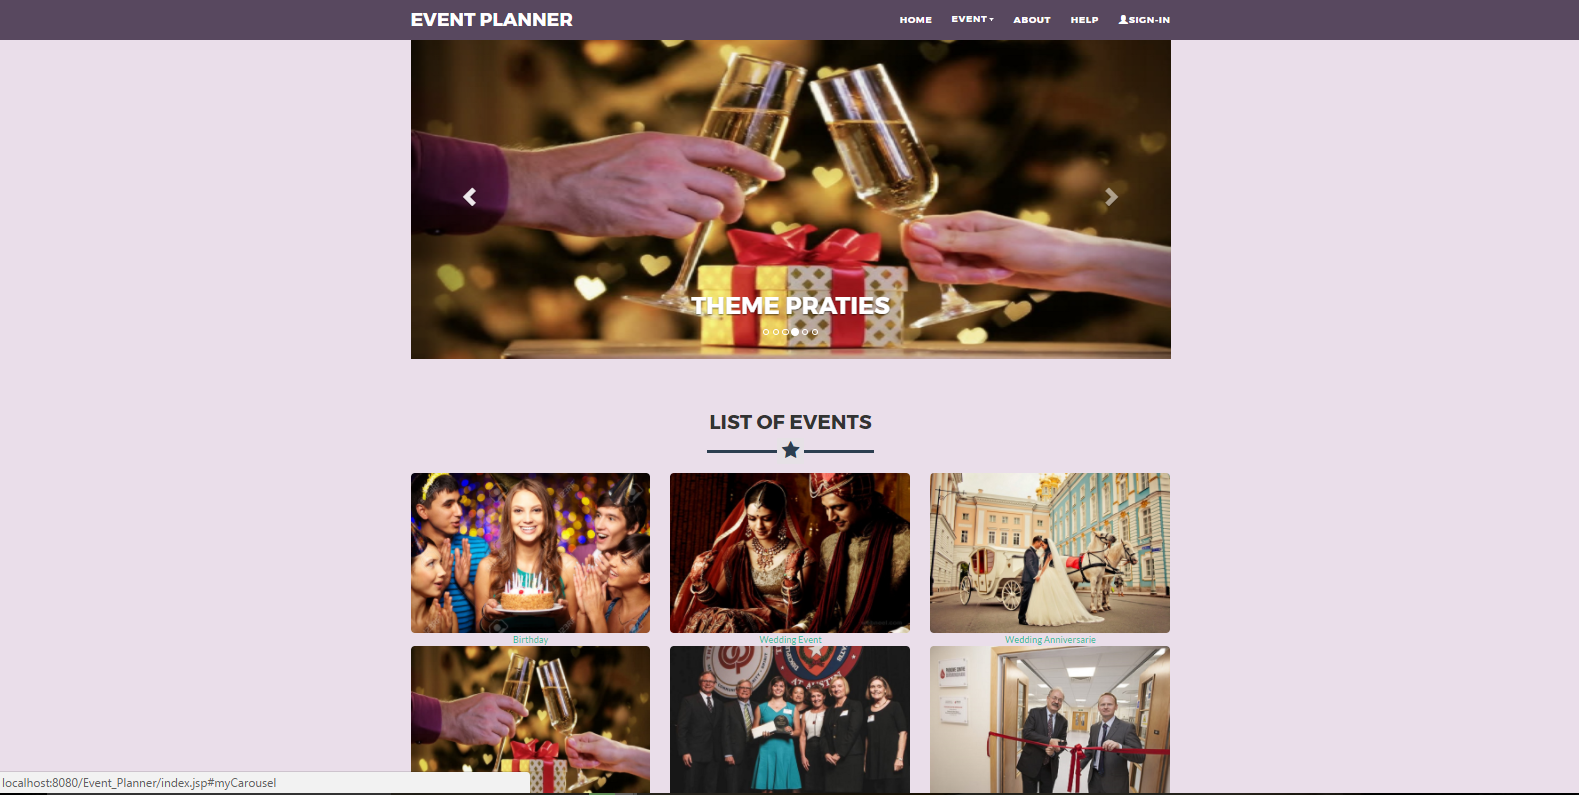 EVENT PLANNER
HOME EVENT ABOUT HELP SIGN-IN
THEME PRATIES
LIST OF EVENTS
Birthday
Wedding Event
Wedding Anniversarie
localhost:8080/Event_Planner/index.jsp#myCarousel